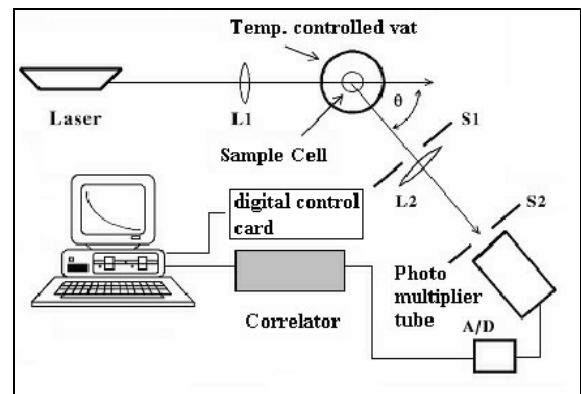 Temp. controlled vat
Laser
L1
θ
S1
Sample Cell
L2
S2
digital control
card
Photo
multiplier
tube
Correlator
A/D